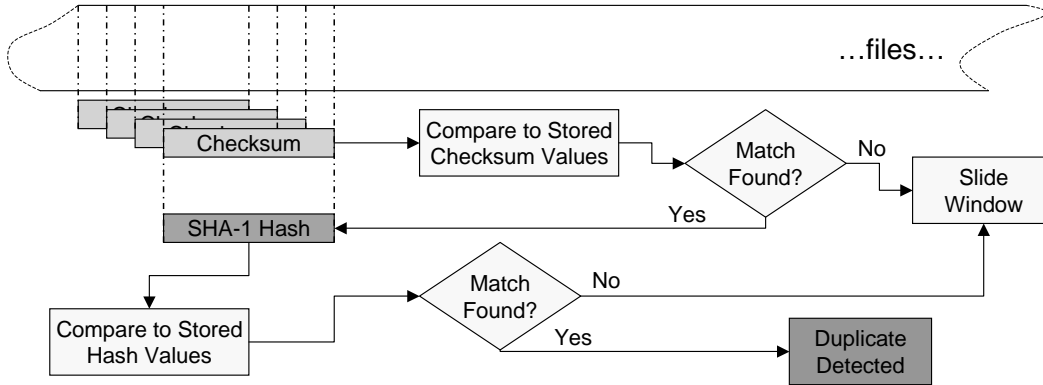 …files…
Checksum
Compare to Stored
Checksum Values
Match
Found?
No
Slide
Window
Yes
SHA-1 Hash
Match
Found?
No
Compare to Stored
Hash Values
Yes
Duplicate
Detected